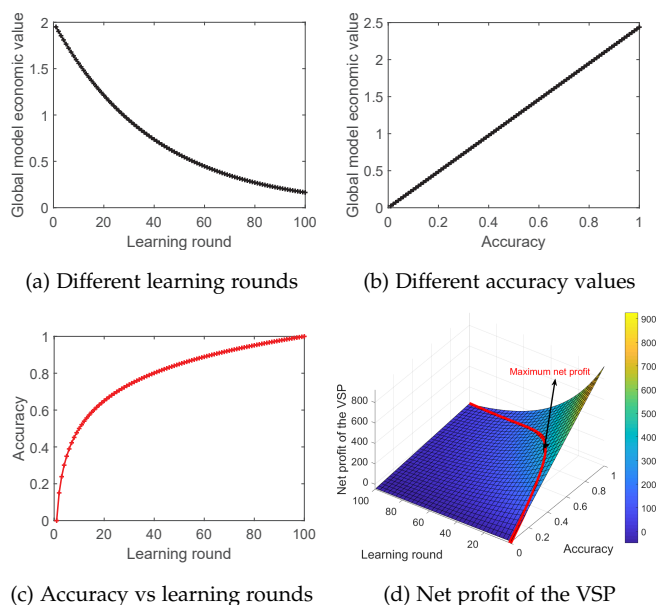 Global model economic value
2
1.5
1
0.5
0
0 20 40 60 80 100
Learning round
(a) Different learning rounds
Global model economic value
2.5
2
1.5
1
0.5
0
0 0.2 0.4 0.6 0.8 1
Accuracy
(b) Different accuracy values
Accuracy
1
0.8
0.6
0.4
0.2
0
0 20 40 60 80 100
Learning round
(c) Accuracy vs learning rounds
Maximum net profit
Net profit of the VSP
800
600
400
200
0
100
80
60
40
20
0
Learning round
0
0.2
0.4
0.6
0.8
1
Accuracy
900
800
700
600
500
400
300
200
100
0
(d) Net profit of the VSP